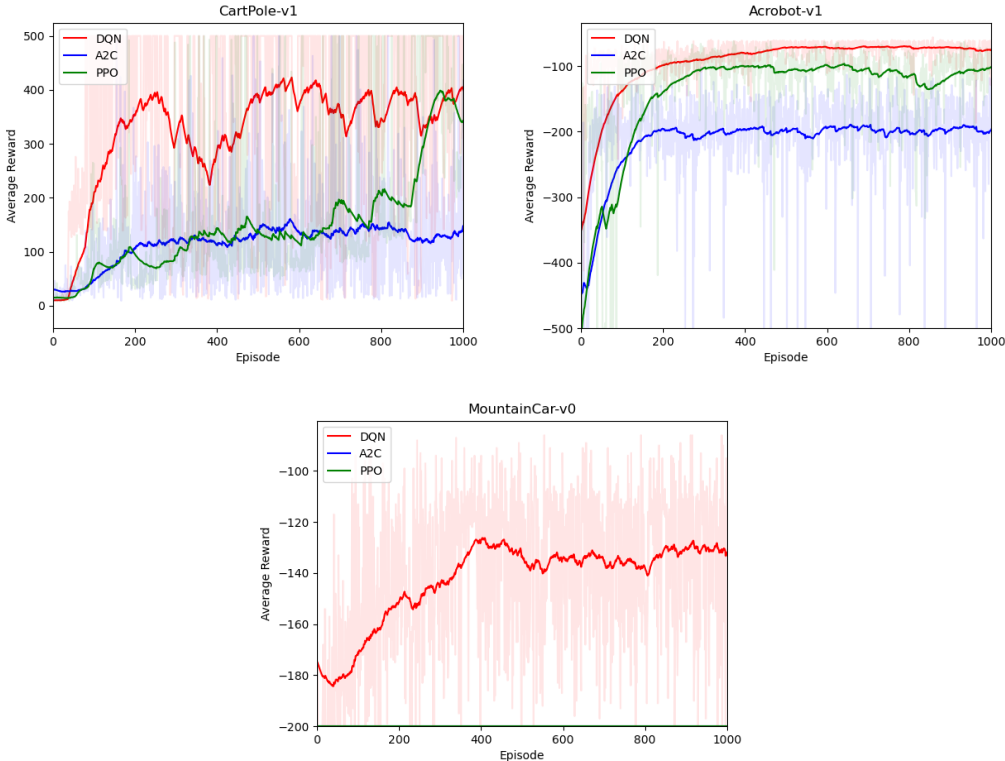 CartPole-v1
DQN
A2C
PPO
500
400
300
200
100
0
Average Reward
0 200 400 600 800 1000
Episode
Acrobot-v1
DQN
A2C
PPO
−100
−200
−300
−400
−500
Average Reward
0 200 400 600 800 1000
Episode
MountainCar-v0
DQN
A2C
PPO
−100
−120
−140
−160
−180
−200
Average Reward
0 200 400 600 800 1000
Episode